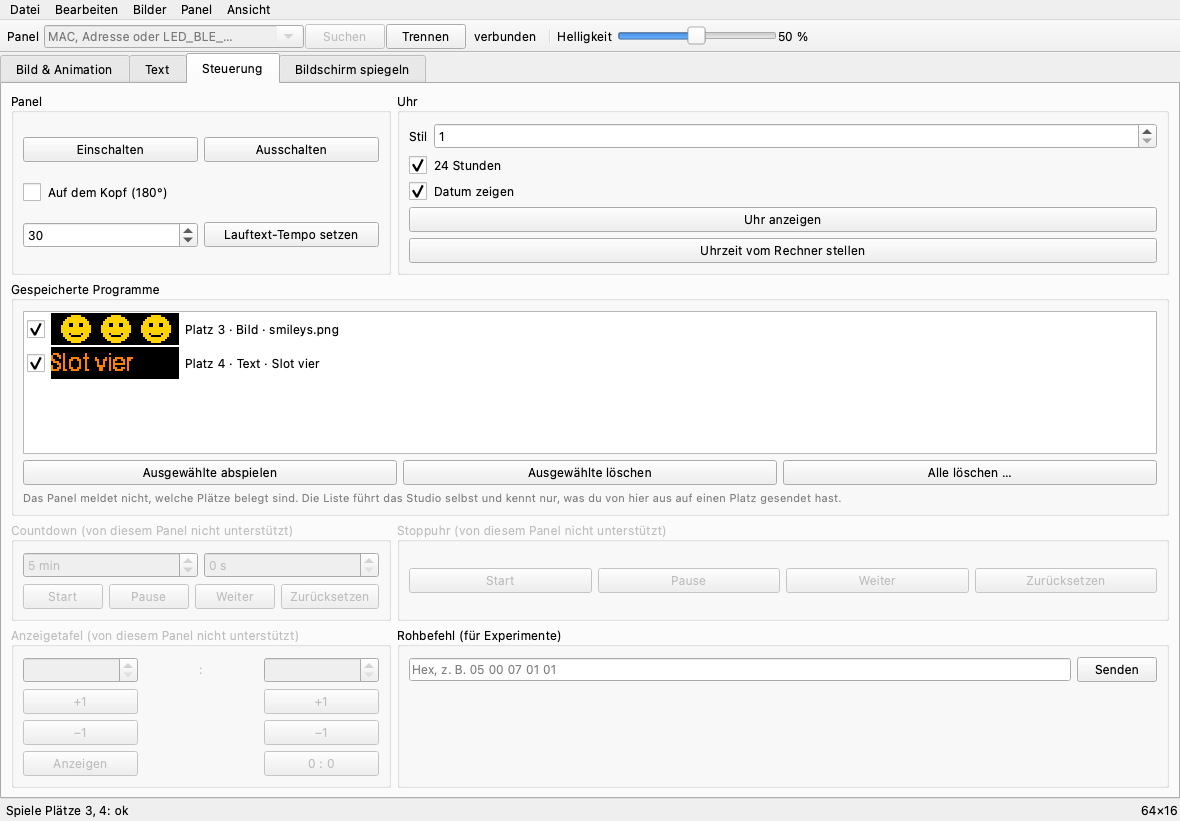 Datei Bearbeiten Bilder Panel Ansicht
Panel MAC, Adresse oder LED_BLE_... Suchen Trennen verbunden Helligkeit 50 %
Bild & Animation Text Steuerung Bildschirm spiegeln
Panel
Einschalten Ausschalten
Auf dem Kopf (180°)
30 Lauftext-Tempo setzen
Uhr
Stil 1
24 Stunden
Datum zeigen
Uhr anzeigen
Uhrzeit vom Rechner stellen
Gespeicherte Programme
Platz 3 · Bild · smileys.png
Slot vier Platz 4 · Text · Slot vier
Ausgewählte abspielen Ausgewählte löschen Alle löschen ...
Das Panel meldet nicht, welche Plätze belegt sind. Die Liste führt das Studio selbst und kennt nur, was du von hier aus auf einen Platz gesendet hast.
Countdown (von diesem Panel nicht unterstützt)
5 min 0 s
Start Pause Weiter Zurücksetzen
Stoppuhr (von diesem Panel nicht unterstützt)
Start Pause Weiter Zurücksetzen
Anzeigetafel (von diesem Panel nicht unterstützt)
:
+1 +1
−1 −1
Anzeigen 0 : 0
Rohbefehl (für Experimente)
Hex, z. B. 05 00 07 01 01 Senden
Spiele Plätze 3, 4: ok 64×16